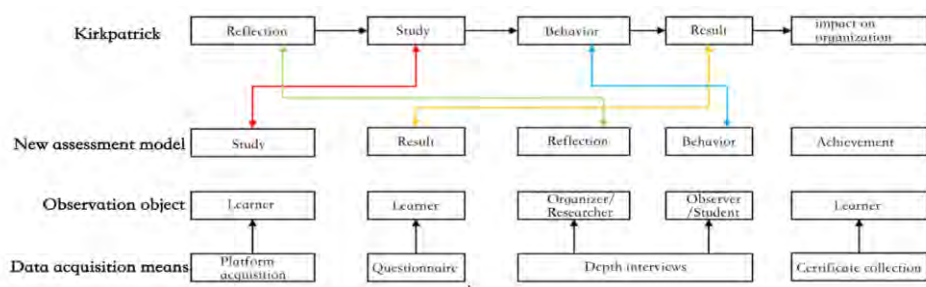 Kirkpatrick
Reflection
Study
Behavior
Result
impact on
organization
New assessment model
Study
Result
Reflection
Behavior
Achievement
Observation object
Learner
Learner
Organizer/
Researcher
Observer
/Student
Learner
Data acquisition means
Platform
acquisition
Questionnaire
Depth interviews
Certificate collection